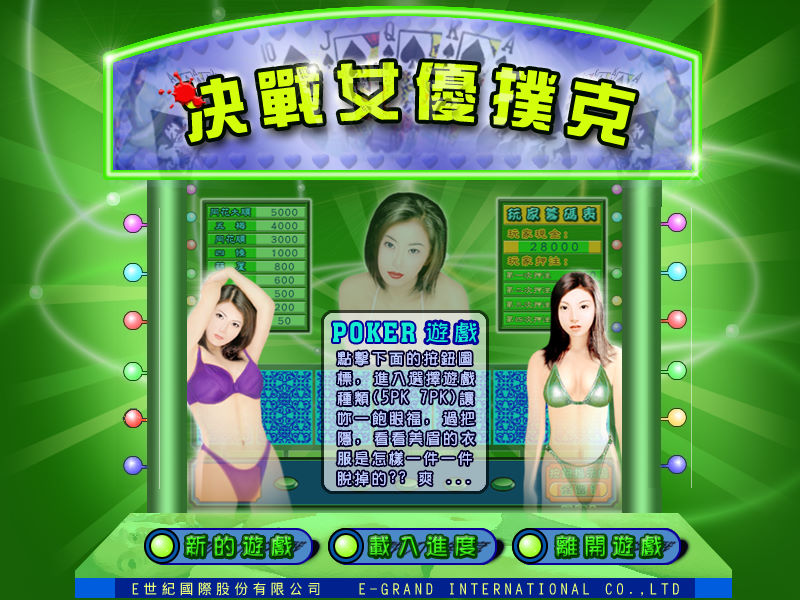 10 J Q K A
決戰女優撲克
同花大順 5000
五梅 4000
同花順 3000
四條 1000
葫蘆 800
600
500
200
50
玩家籌碼表
玩家現金:
28000
玩家押注:
POKER 遊戲
點擊下面的按鈕圖
標，進入選擇遊戲
種類(5PK 7PK)讓
妳一飽眼福，過把
隱，看看美眉的衣
服是怎樣一件一件
脫掉的?? 爽 ...
新的遊戲
載入進度
離開遊戲
E世紀國際股份有限公司 E-GRAND INTERNATIONAL CO.,LTD